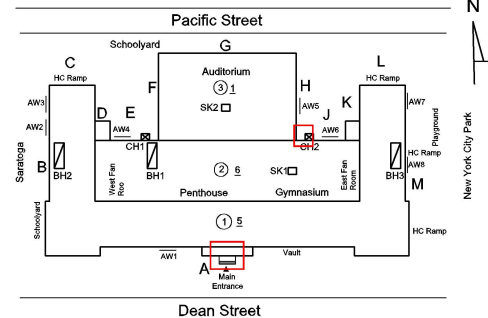 Pacific Street
N
Schoolyard
G
C
L
HC Ramp
HC Ramp
Auditorium
F
3 1
H
SK2
AW3
AW5
AW7
D
E
J
K
AW2
AW4
AW6
Playground
CH1
CH2
Saratoga
B
BH2
BH1
2 6
SK1
BH3
HC Ramp
AW8
M
New York City Park
West Fan
Roo
Penthouse
Gymnasium
East Fan
Room
Schoolyard
1 5
HC Ramp
AW1
Vault
A
Main
Entrance
Dean Street